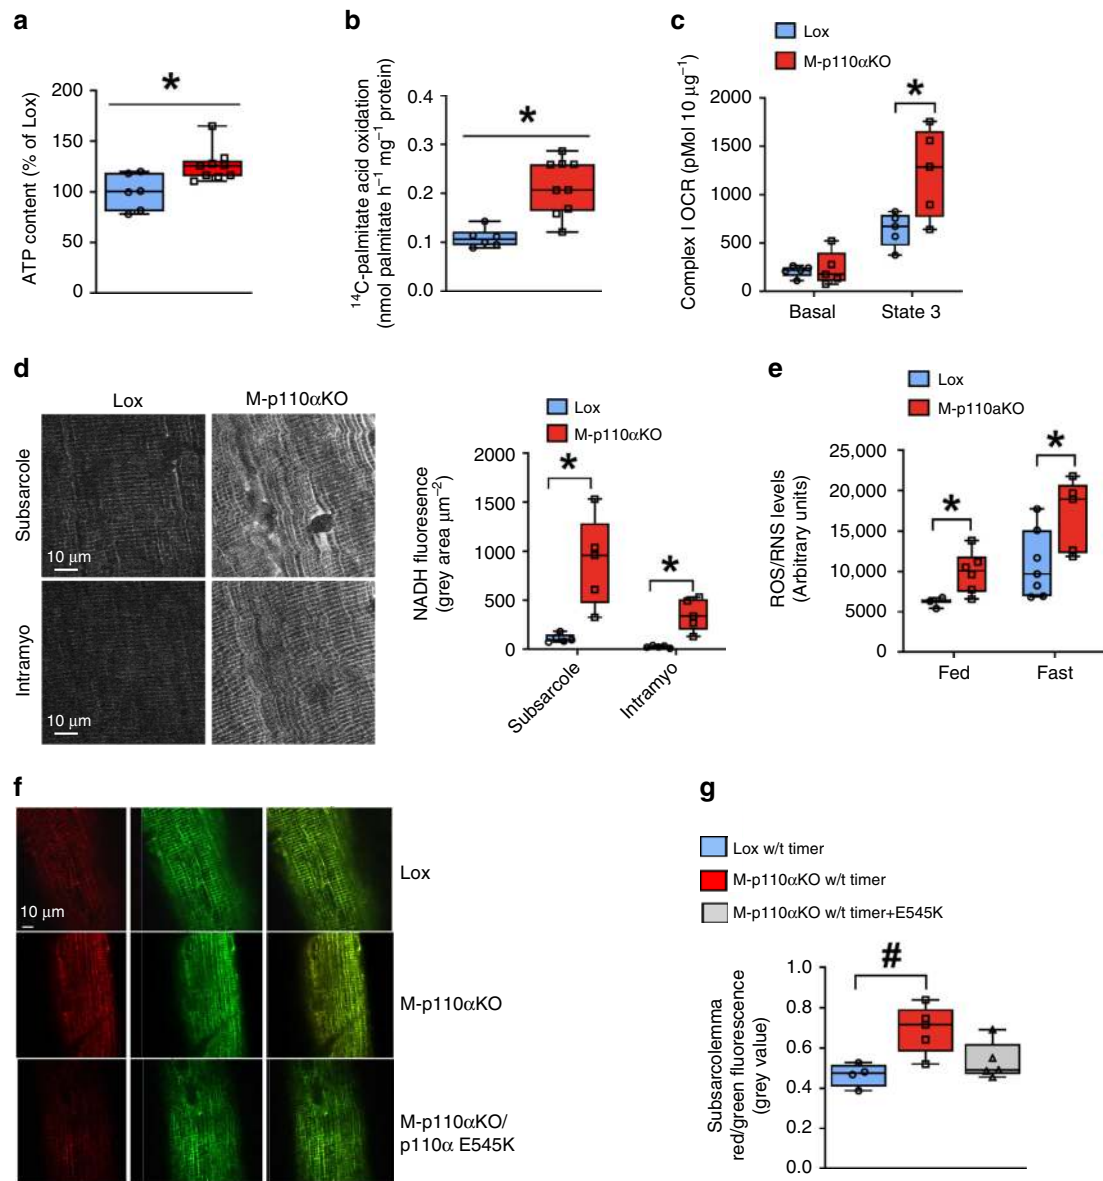 a
ATP content (% of Lox)
200
150
100
50
0
*
b
¹⁴C-palmitate acid oxidation
(nmol palmitate h⁻¹ mg⁻¹ protein)
0.4
0.3
0.2
0.1
0.0
*
c
Lox
M-p110αKO
Complex I OCR (pMol 10 μg⁻¹)
2000
1500
1000
500
0
*
Basal
State 3
d
Lox
M-p110αKO
Subsarcole
10 μm
Intramyo
10 μm
Lox
M-p110αKO
NADH fluoresence
(grey area μm⁻²)
2000
1500
1000
500
0
*
*
Subsarcole
Intramyo
e
Lox
M-p110aKO
ROS/RNS levels
(Arbitrary units)
25,000
20,000
15,000
10,000
5000
0
*
*
Fed
Fast
f
10 μm
Lox
M-p110αKO
M-p110αKO/
p110α E545K
g
Lox w/t timer
M-p110αKO w/t timer
M-p110αKO w/t timer+E545K
Subsarcolemma
red/green fluorescence
(grey value)
1.0
0.8
0.6
0.4
0.2
0.0
#